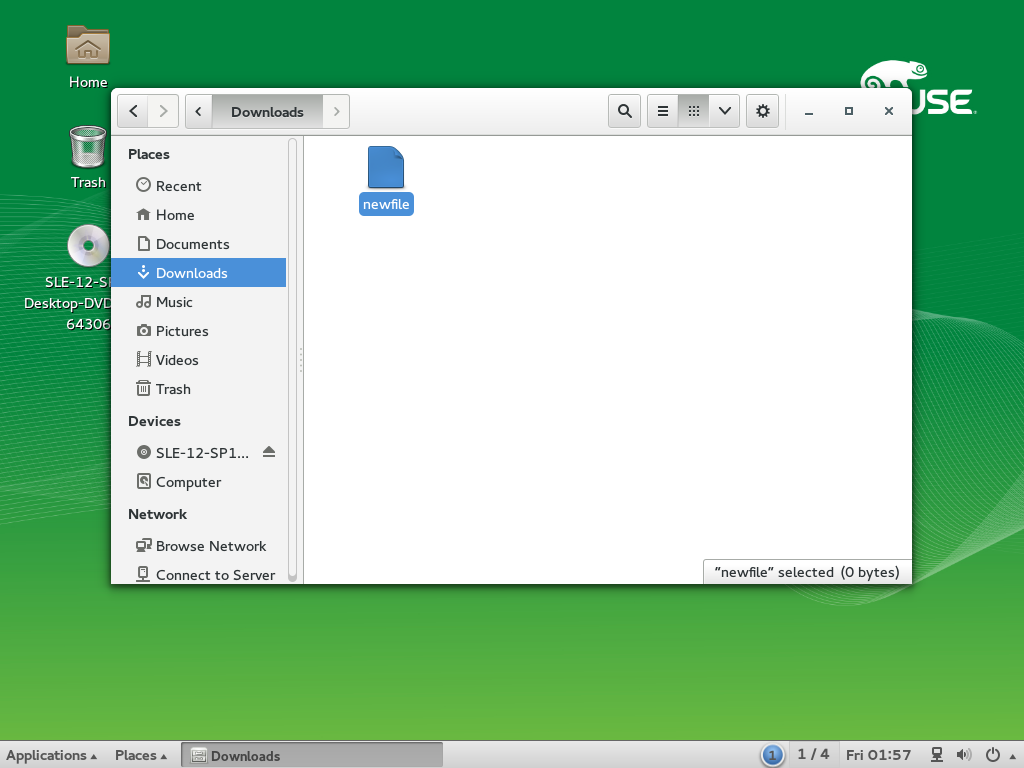 Home
Trash
SLE-12-SP
Desktop-DVD
64306
USE
Downloads
Places
Recent
Home
Documents
Downloads
Music
Pictures
Videos
Trash
Devices
SLE-12-SP1...
Computer
Network
Browse Network
Connect to Server
newfile
"newfile" selected (0 bytes)
Applications
Places
Downloads
1
1 / 4
Fri 01:57